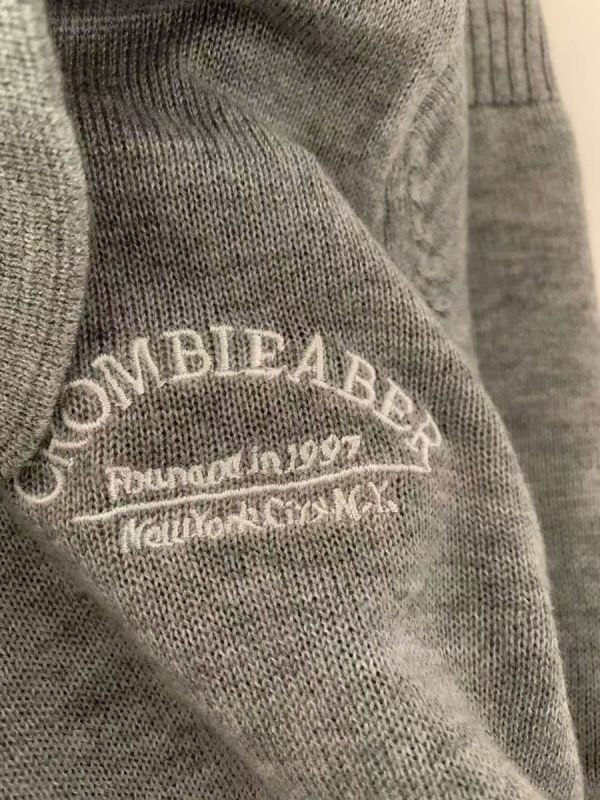 CROMBIEABER
Founded in 1997
NewYork City N.Y.